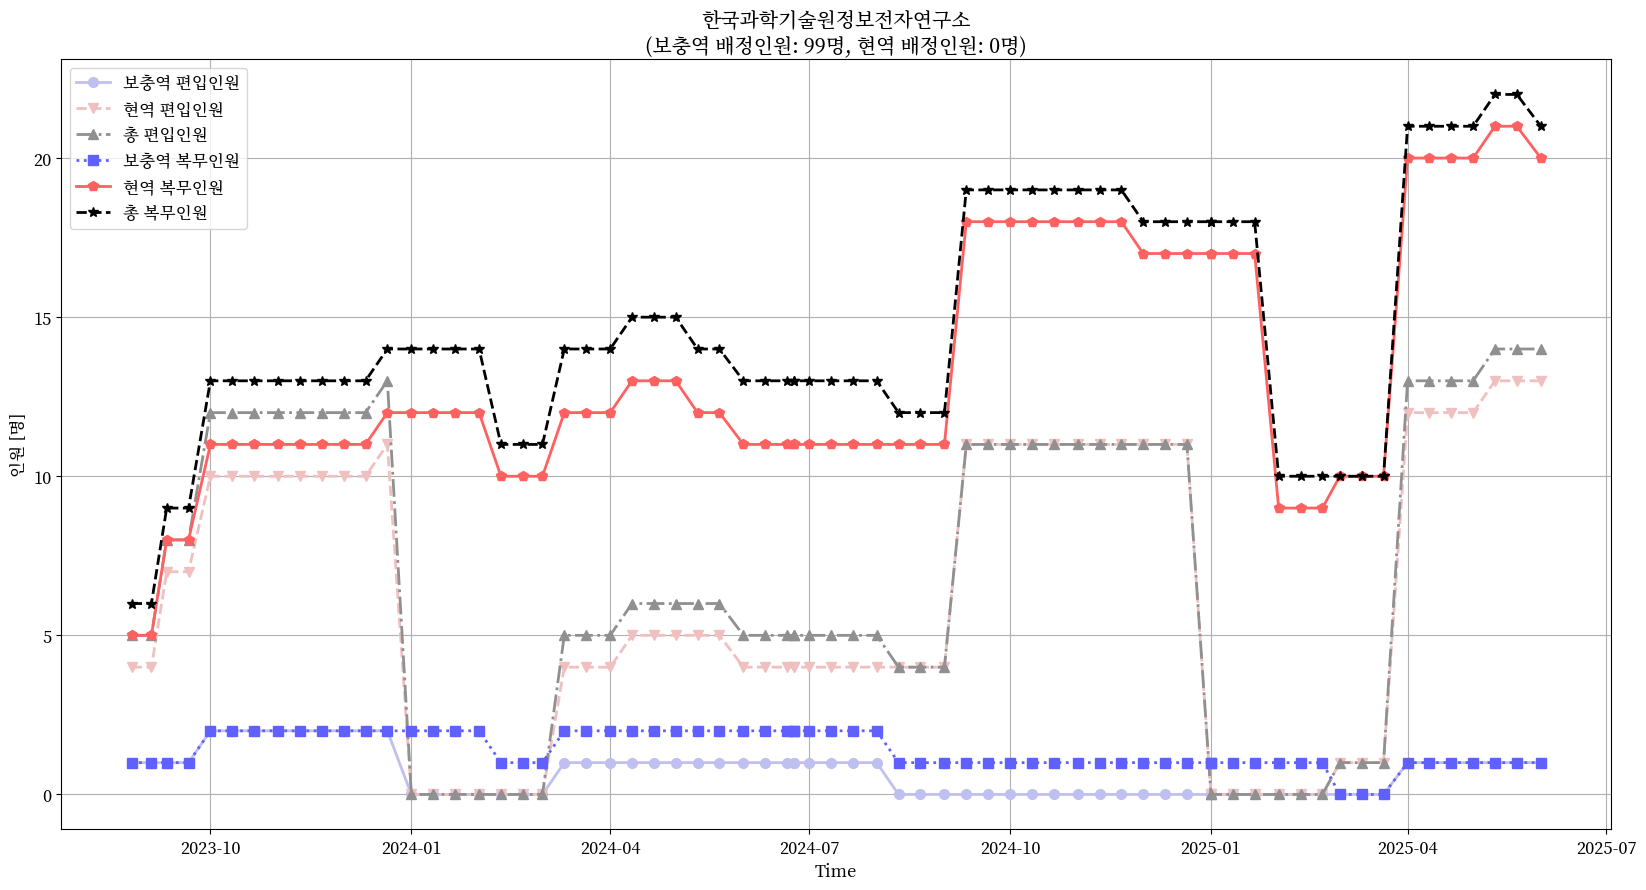 한국과학기술원정보전자연구소
(보충역 배정인원: 99명, 현역 배정인원: 0명)
보충역 편입인원
현역 편입인원
총 편입인원
보충역 복무인원
현역 복무인원
총 복무인원
인원 [명]
20
15
10
5
0
2023-10
2024-01
2024-04
2024-07
2024-10
2025-01
2025-04
2025-07
Time